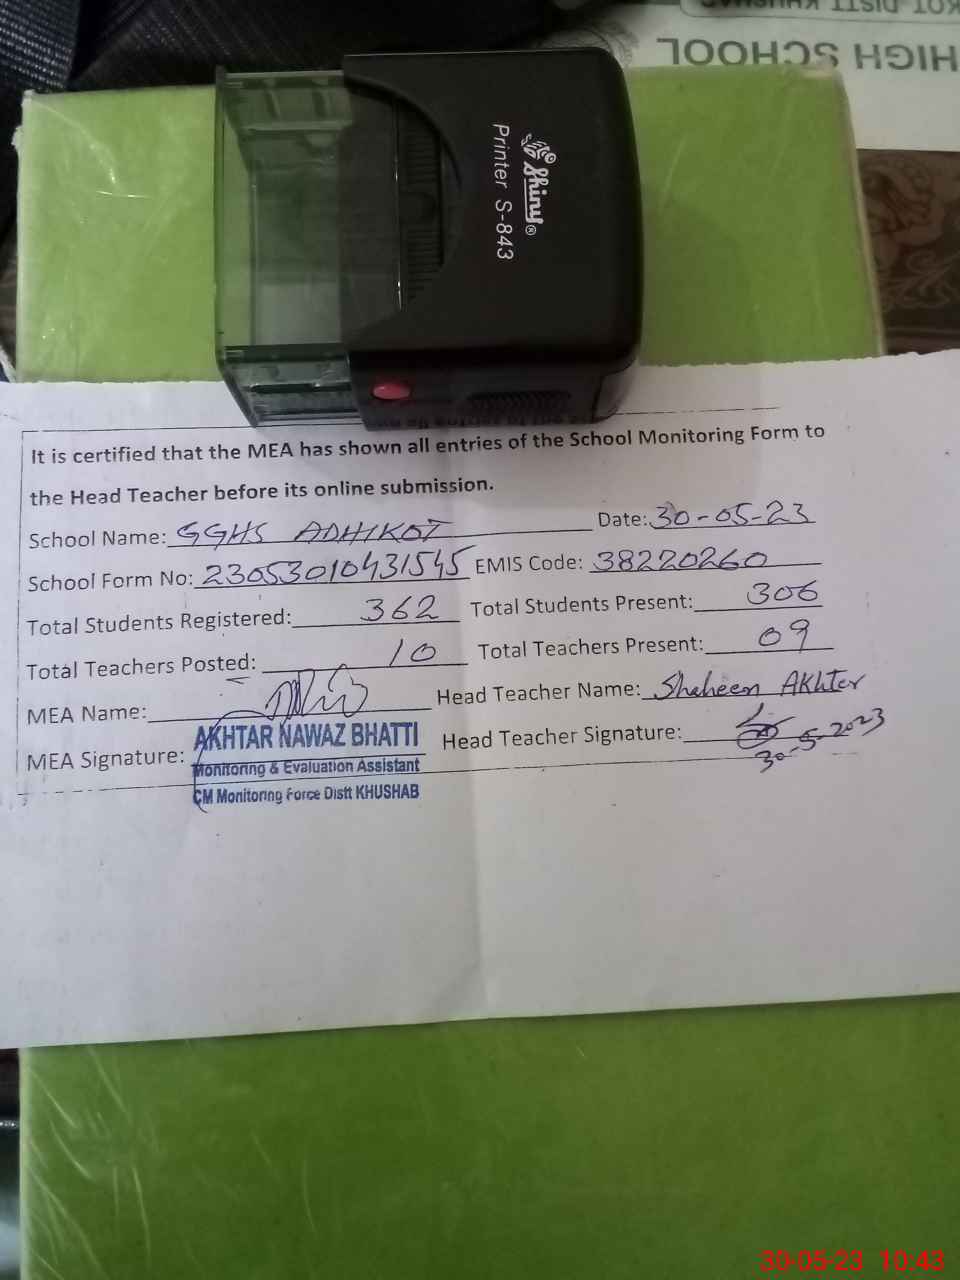 HIGH SCHOOL
Shiny®
Printer S-843
It is certified that the MEA has shown all entries of the School Monitoring Form to
the Head Teacher before its online submission.
School Name: GGHS ADHIKOT Date: 30-05-23
School Form No: 23053010431545 EMIS Code: 38220260
Total Students Registered: 362 Total Students Present: 306
Total Teachers Posted: 10 Total Teachers Present: 09
MEA Name: Head Teacher Name: Shaheen AKhter
MEA Signature: Head Teacher Signature: 30-5-2023
AKHTAR NAWAZ BHATTI
Monitoring & Evaluation Assistant
CM Monitoring Force Distt KHUSHAB
30-05-23 10:43